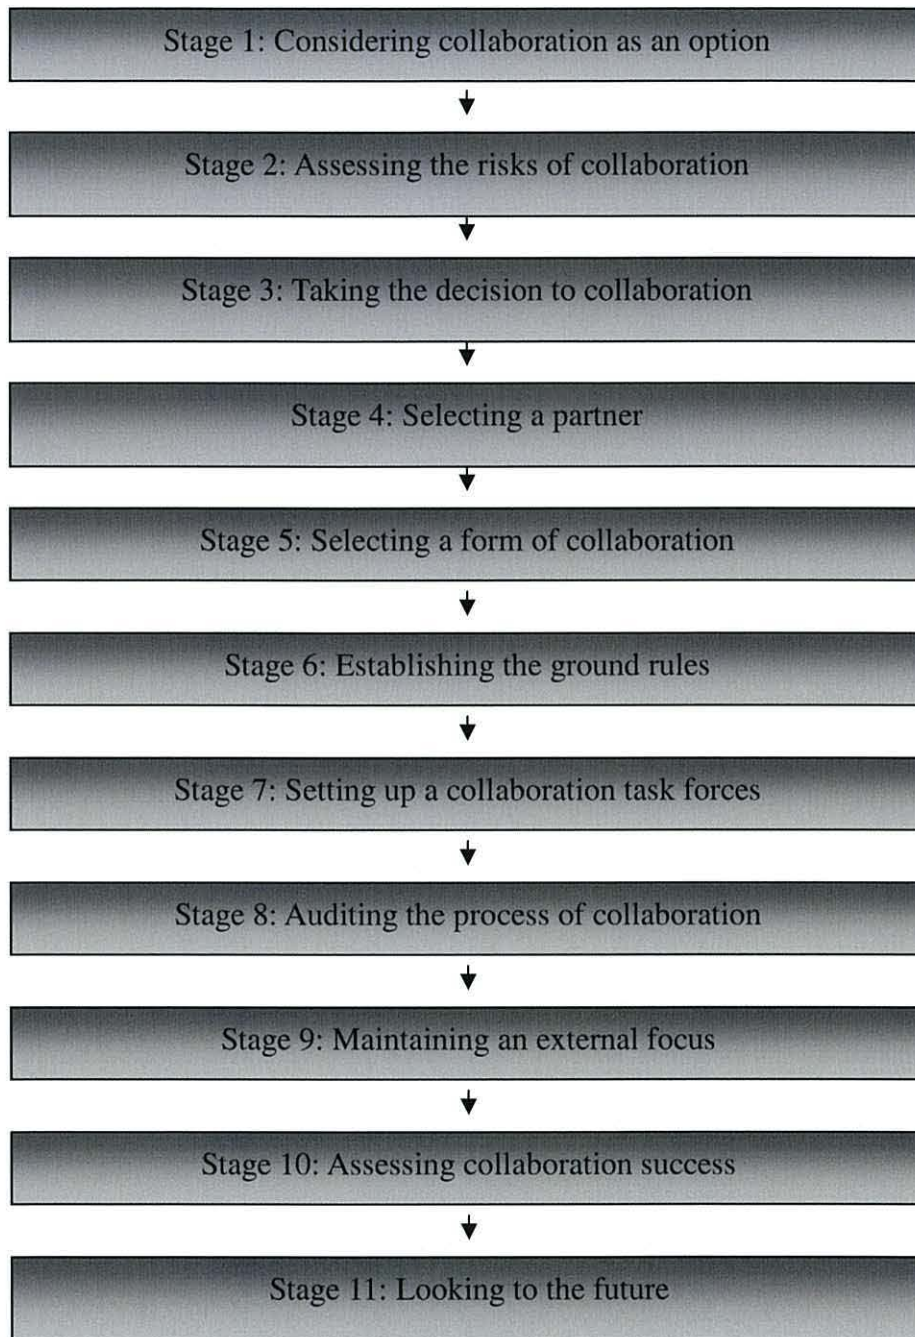 Stage 1: Considering collaboration as an option
Stage 2: Assessing the risks of collaboration
Stage 3: Taking the decision to collaboration
Stage 4: Selecting a partner
Stage 5: Selecting a form of collaboration
Stage 6: Establishing the ground rules
Stage 7: Setting up a collaboration task forces
Stage 8: Auditing the process of collaboration
Stage 9: Maintaining an external focus
Stage 10: Assessing collaboration success
Stage 11: Looking to the future